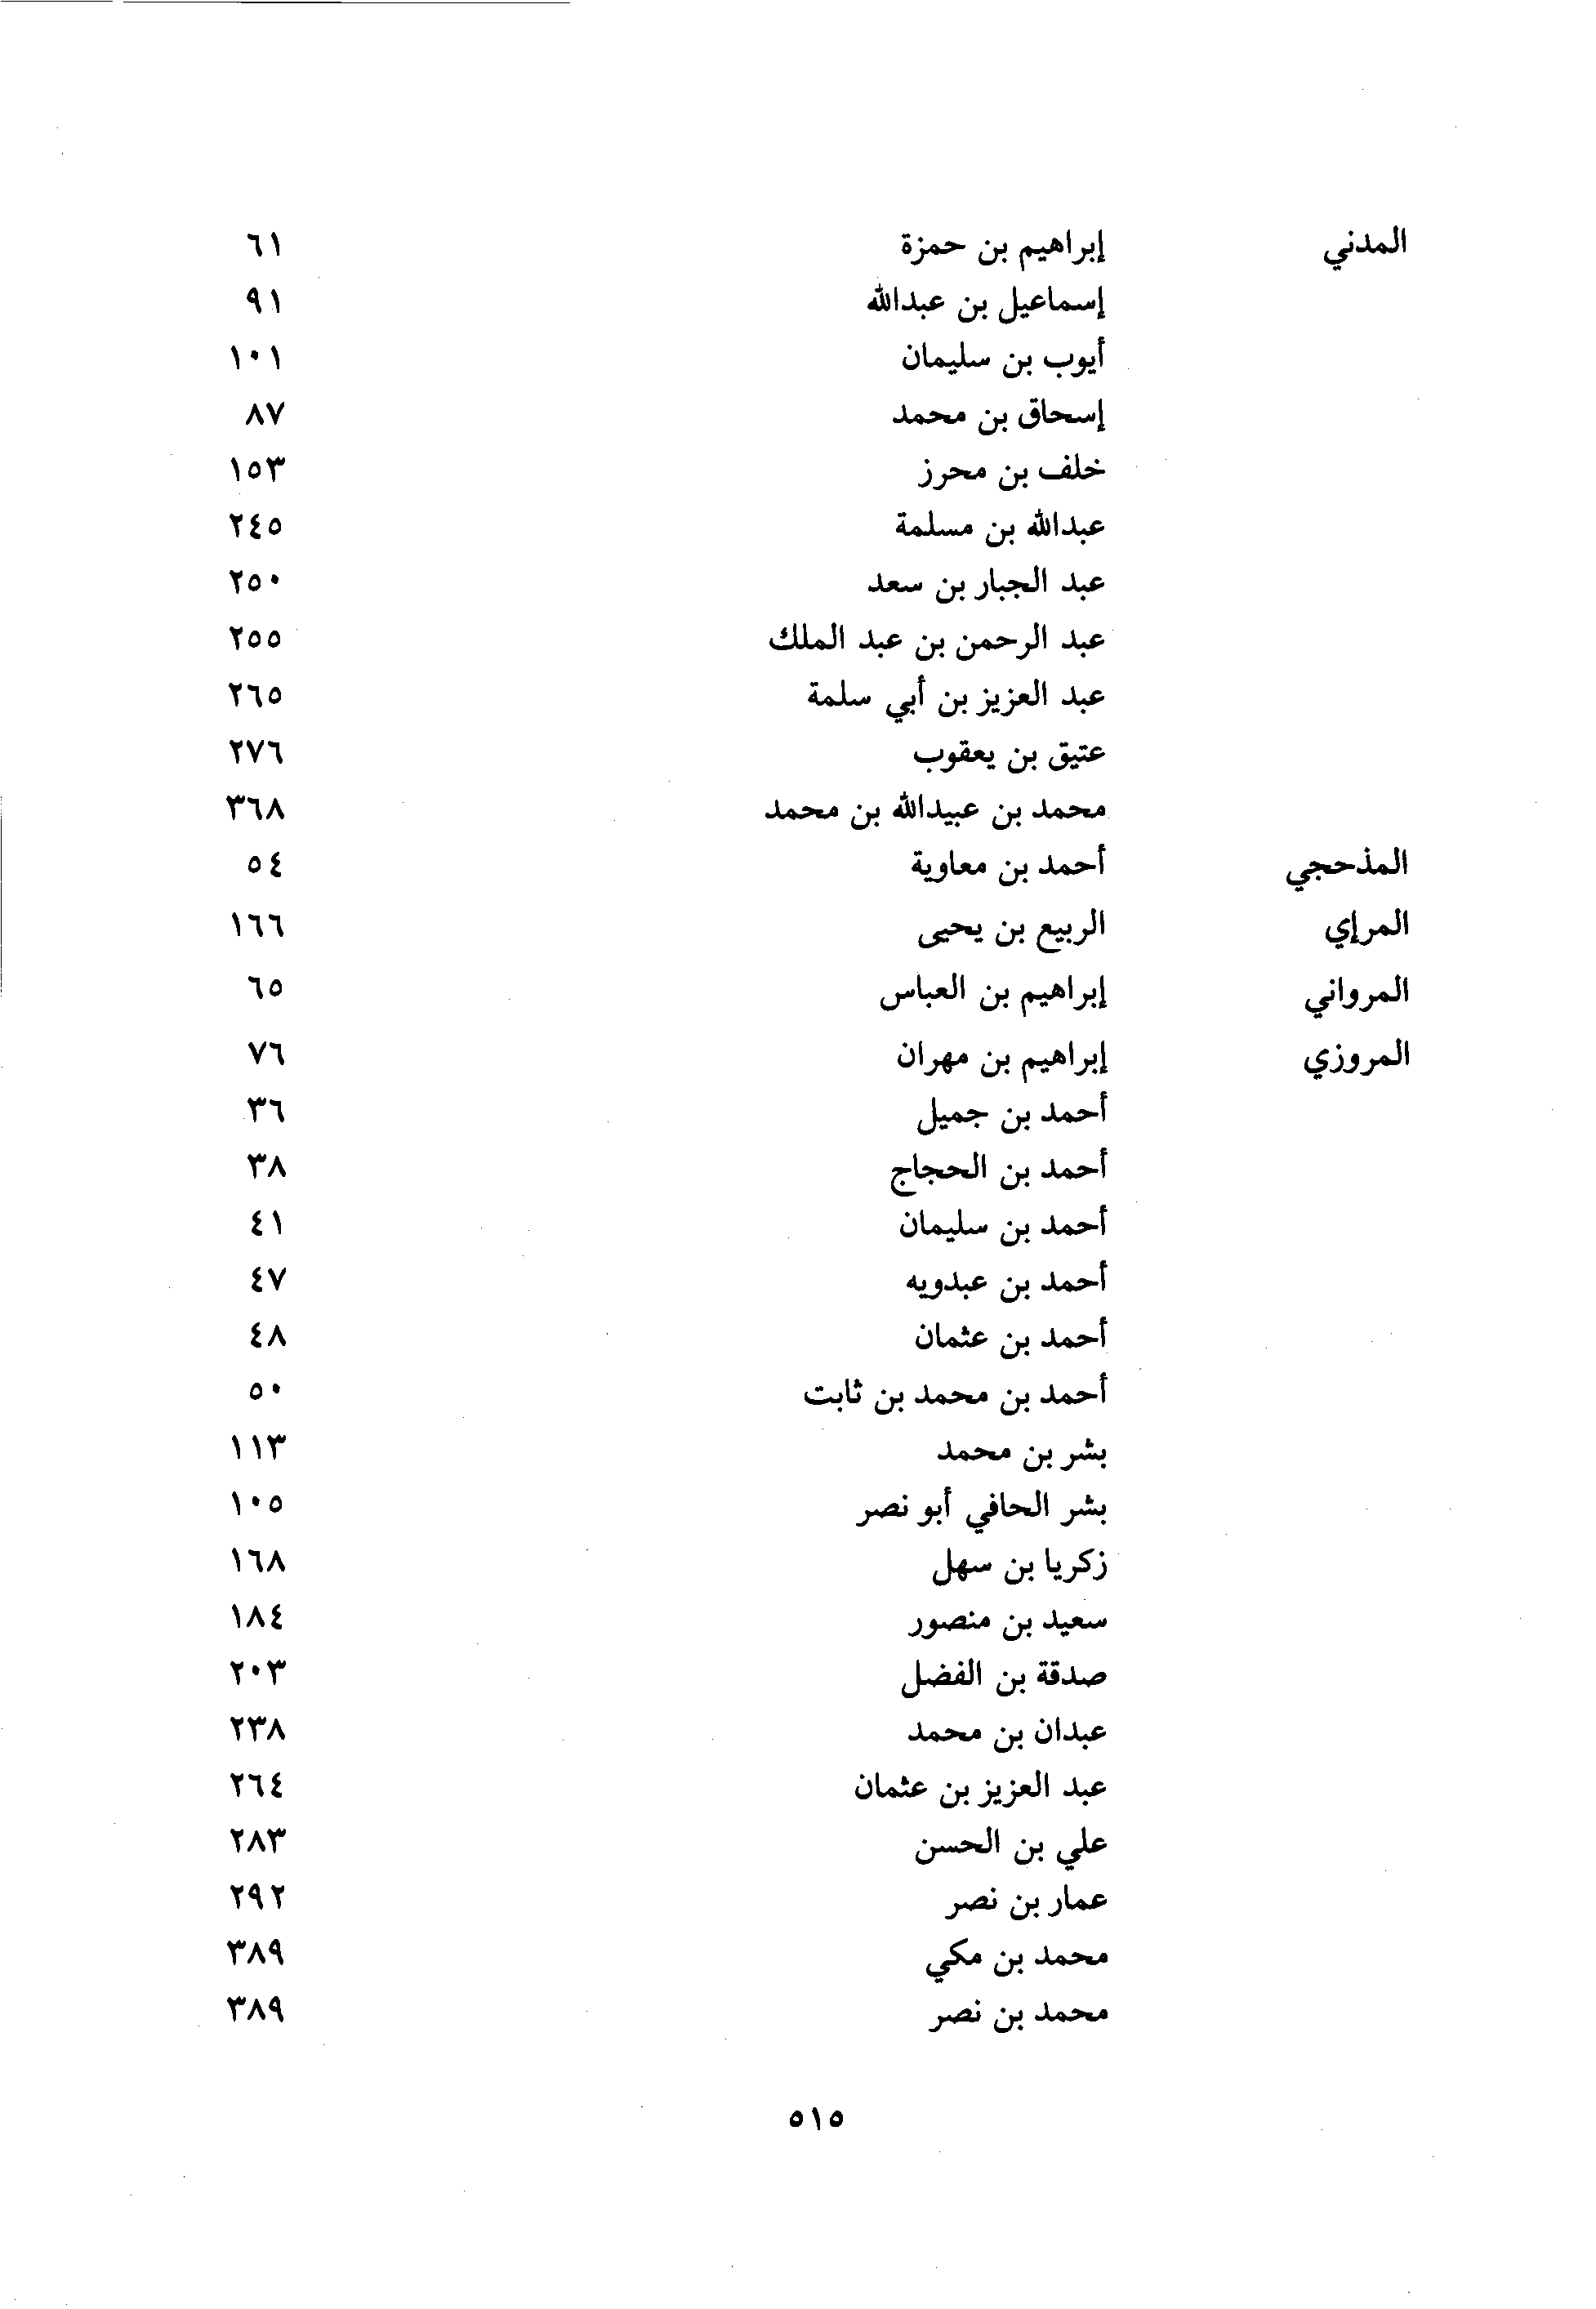 المدني إبراهيم بن حمزة ٦١
إسماعيل بن عبدالله ٩١
أيوب بن سليمان ١٠١
إسحاق بن محمد ٨٧
خلف بن محرز ١٥٣
عبدالله بن مسلمة ٢٤٥
عبد الجبار بن سعد ٢٥٠
عبد الرحمن بن عبد الملك ٢٥٥
عبد العزيز بن أبي سلمة ٢٦٥
عتيق بن يعقوب ٢٧٦
محمد بن عبيدالله بن محمد ٣٦٨
المذحجي أحمد بن معاوية ٥٤
المرإي الربيع بن يحيى ١٦٦
المرواني إبراهيم بن العباس ٦٥
المروزي إبراهيم بن مهران ٧٦
أحمد بن جميل ٣٦
أحمد بن الحجاج ٣٨
أحمد بن سليمان ٤١
أحمد بن عبدويه ٤٧
أحمد بن عثمان ٤٨
أحمد بن محمد بن ثابت ٥٠
بشر بن محمد ١١٣
بشر الحافي أبو نصر ١٠٥
زكريا بن سهل ١٦٨
سعيد بن منصور ١٨٤
صدقة بن الفضل ٢٠٣
عبدان بن محمد ٢٣٨
عبد العزيز بن عثمان ٢٦٤
علي بن الحسن ٢٨٣
عمار بن نصر ٢٩٢
محمد بن مكي ٣٨٩
محمد بن نصر ٣٨٩
٥١٥